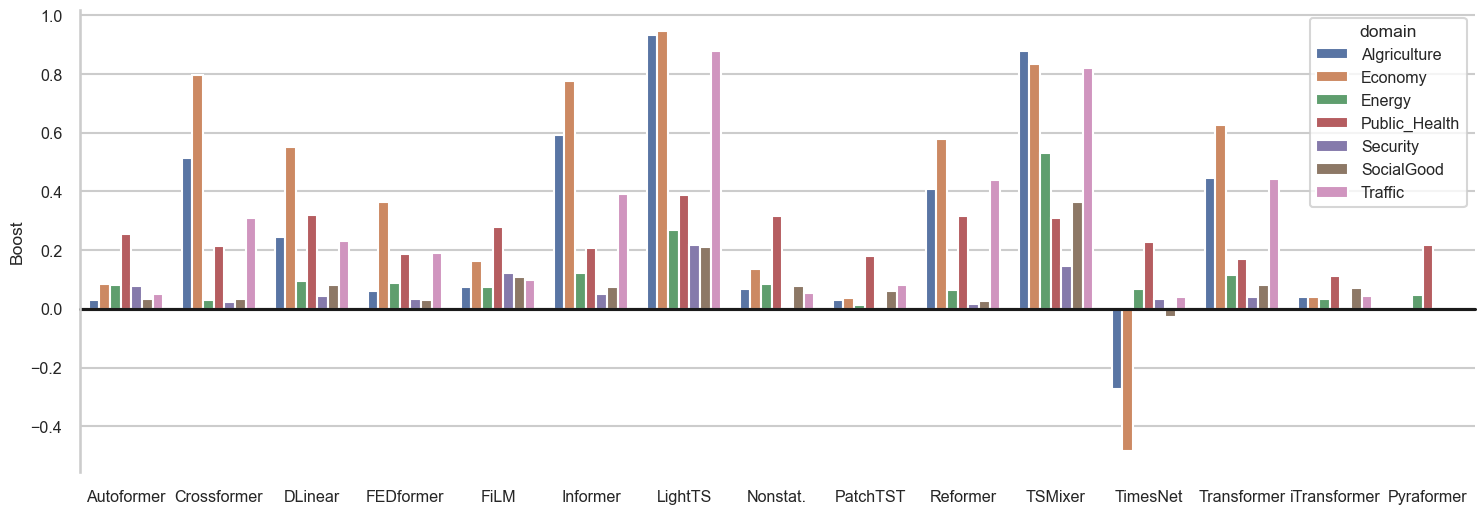 Boost
1.0
0.8
0.6
0.4
0.2
0.0
−0.2
−0.4
domain
Algriculture
Economy
Energy
Public_Health
Security
SocialGood
Traffic
Autoformer Crossformer DLinear FEDformer FiLM Informer LightTS Nonstat. PatchTST Reformer TSMixer TimesNet Transformer iTransformer Pyraformer